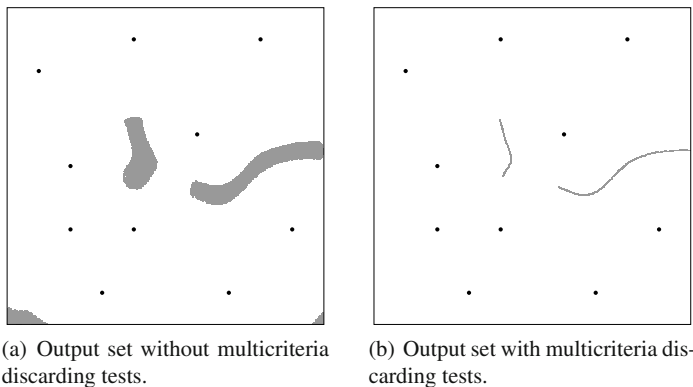 (a) Output set without multicriteria
discarding tests.
(b) Output set with multicriteria dis-
carding tests.